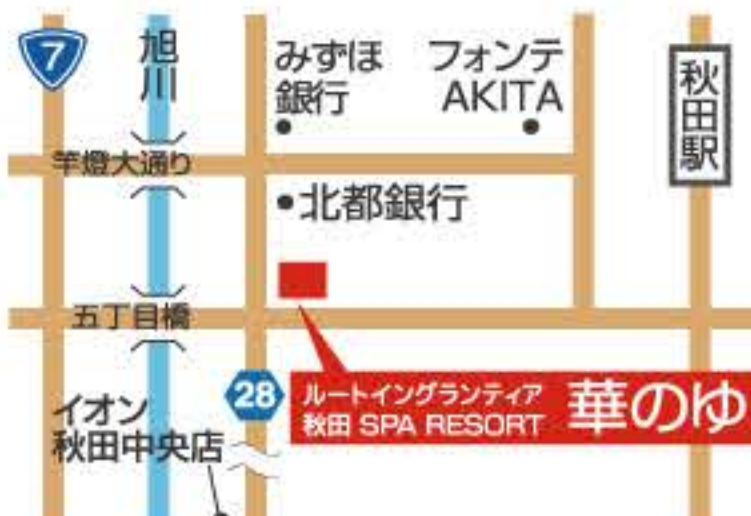 7
旭川
みずほ
銀行
フォンテ
AKITA
秋田駅
竿燈大通り
北都銀行
五丁目橋
28
ルートイングランティア
秋田 SPA RESORT
華のゆ
イオン
秋田中央店